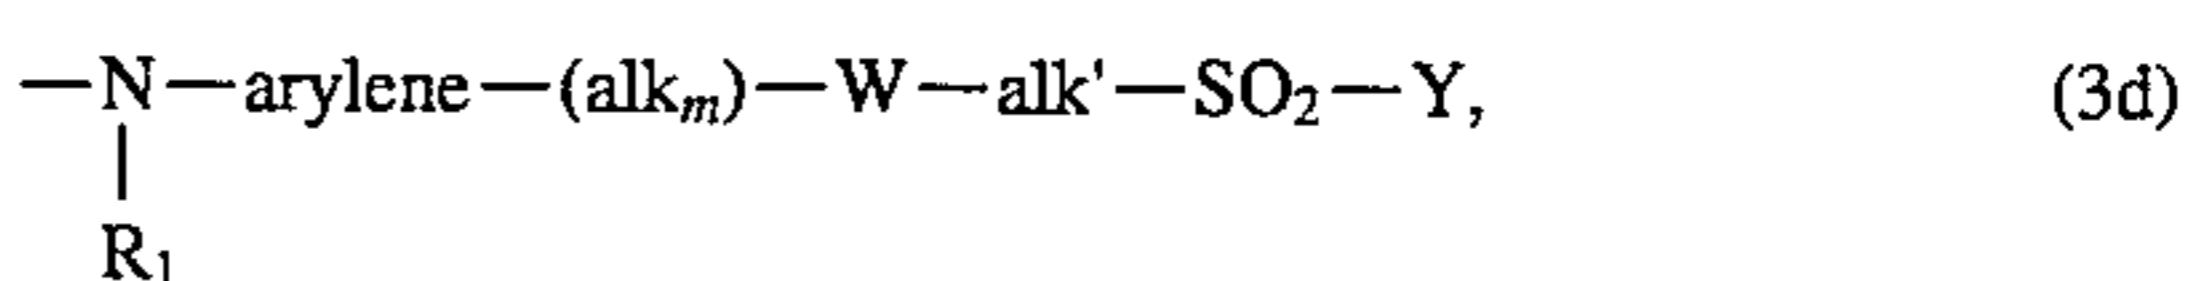 —N—arylene—(alkₘ)—W—alk'—SO₂—Y, (3d)
|
R₁